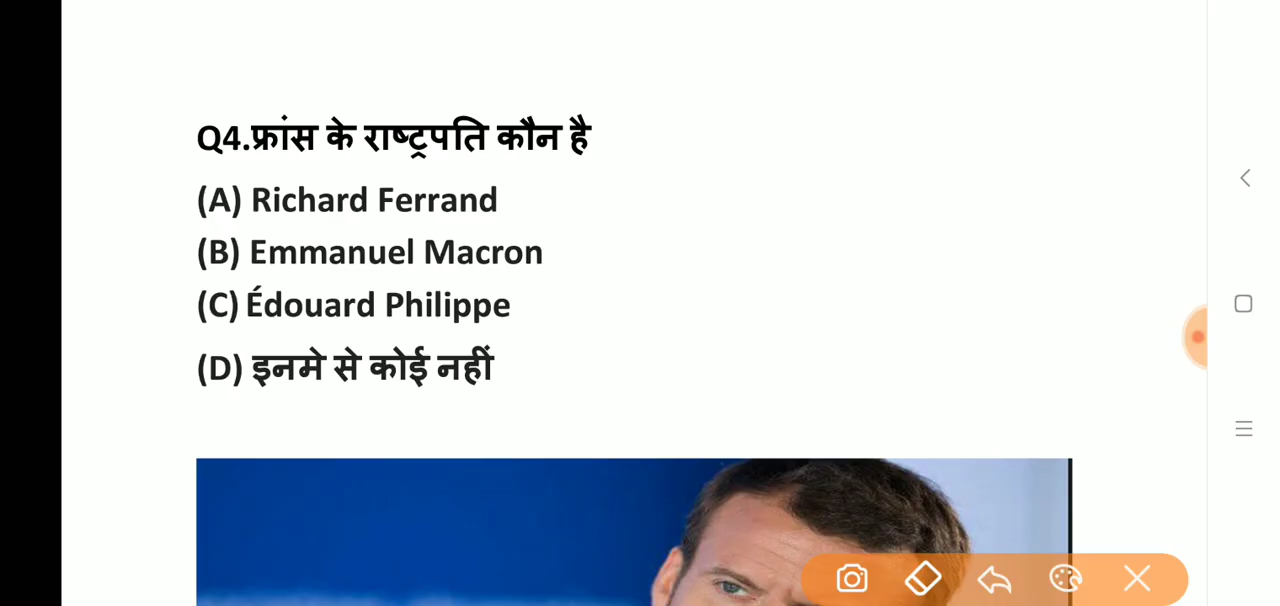 Q4.फ्रांस के राष्ट्रपति कौन है
(A) Richard Ferrand
(B) Emmanuel Macron
(C) Édouard Philippe
(D) इनमे से कोई नहीं